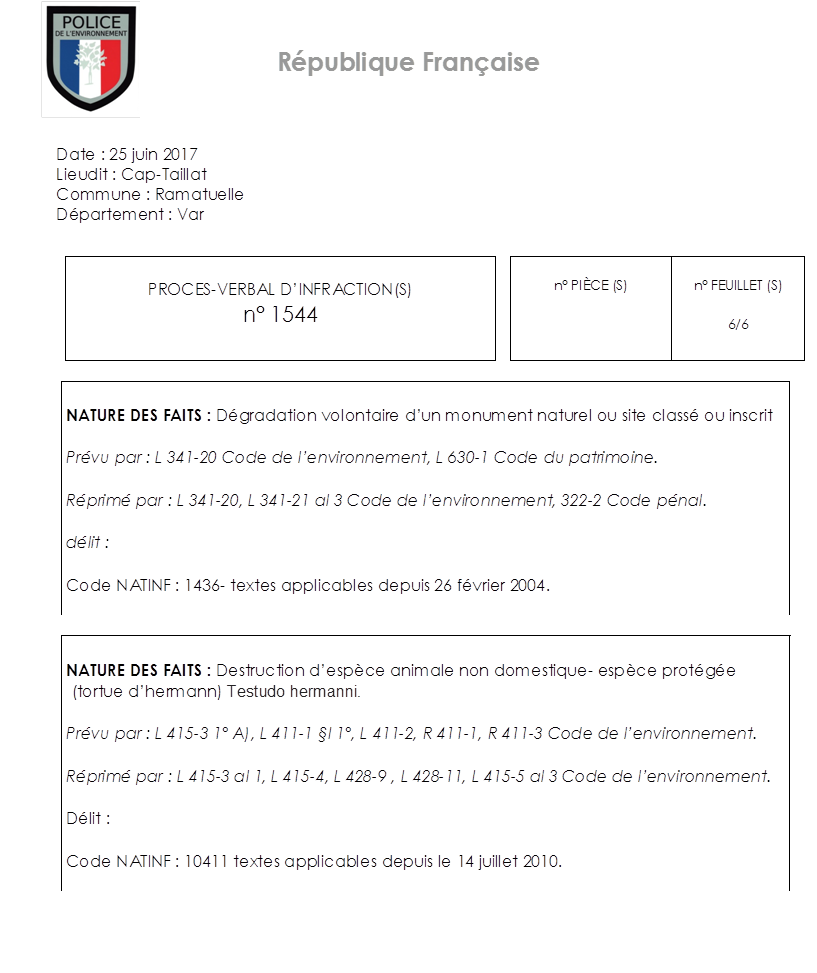 POLICE
DE L'ENVIRONNEMENT
République Française
Date : 25 juin 2017
Lieudit : Cap-Taillat
Commune : Ramatuelle
Département : Var
PROCES-VERBAL D'INFRACTION(S)
n° 1544
n° PIÈCE (S)
n° FEUILLET (S)
6/6
NATURE DES FAITS : Dégradation volontaire d'un monument naturel ou site classé ou inscrit
Prévu par : L 341-20 Code de l'environnement, L 630-1 Code du patrimoine.
Réprimé par : L 341-20, L 341-21 al 3 Code de l'environnement, 322-2 Code pénal.
délit :
Code NATINF : 1436- textes applicables depuis 26 février 2004.
NATURE DES FAITS : Destruction d'espèce animale non domestique- espèce protégée
(tortue d'hermann) Testudo hermanni.
Prévu par : L 415-3 1° A), L 411-1 §I 1°, L 411-2, R 411-1, R 411-3 Code de l'environnement.
Réprimé par : L 415-3 al 1, L 415-4, L 428-9 , L 428-11, L 415-5 al 3 Code de l'environnement.
Délit :
Code NATINF : 10411 textes applicables depuis le 14 juillet 2010.